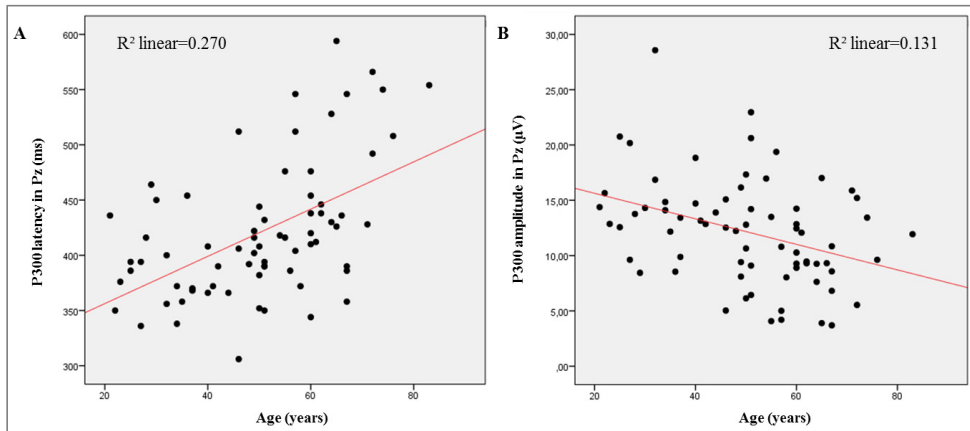 A
R² linear=0.270
P300 latency in Pz (ms)
600
550
500
450
400
350
300
20
40
60
80
Age (years)
B
R² linear=0.131
P300 amplitude in Pz (µV)
30,00
25,00
20,00
15,00
10,00
5,00
,00
20
40
60
80
Age (years)